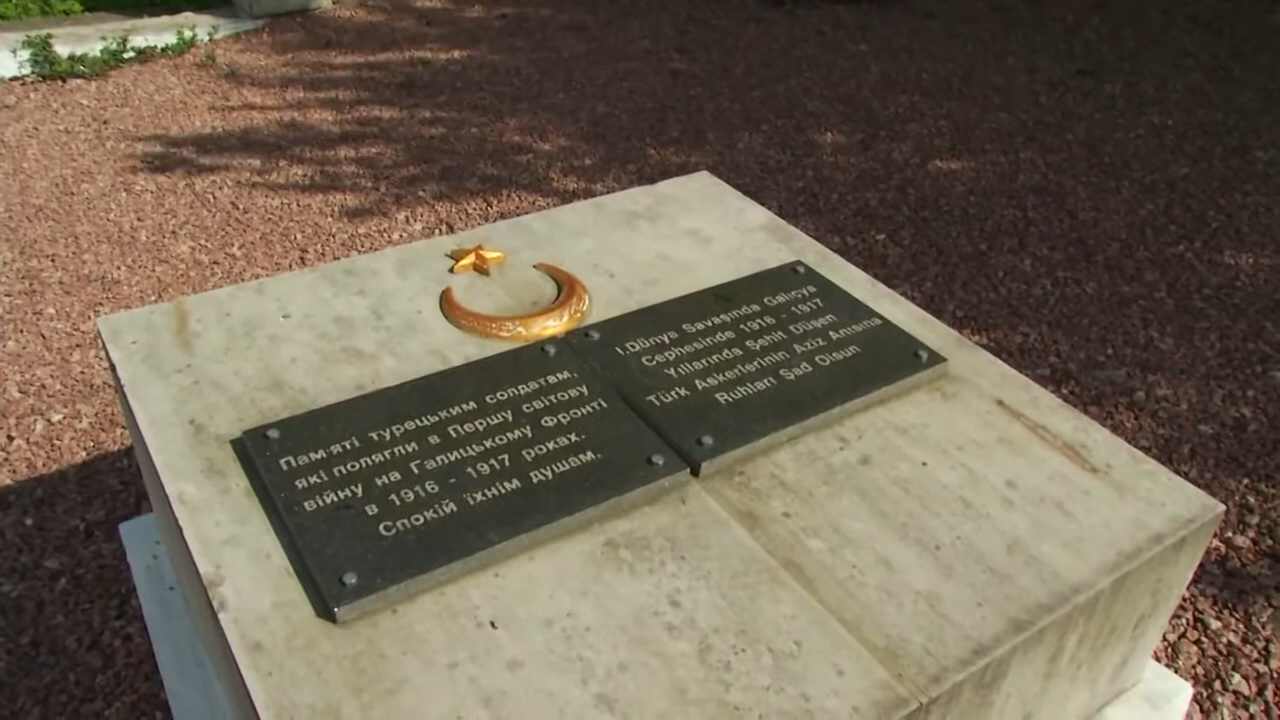 Пам'яті турецьким солдатам,
які полягли в Першу світову
війну на Галицькому Фронті
в 1916 - 1917 роках.
Спокій їхнім душам.
I.Dünya Savaşında Galiçya
Cephesinde 1916 - 1917
Yıllarında Şehit Düşen
Türk Askerlerinin Aziz Anısına
Ruhları Şad Olsun